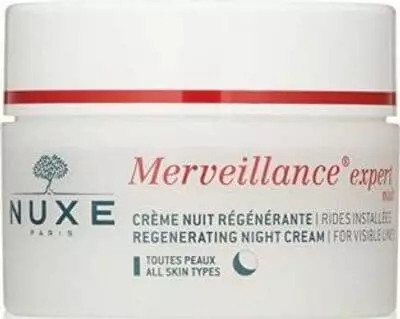 Merveillance® expert
nuit
NUXE
PARIS
CRÈME NUIT RÉGÉNÉRANTE | RIDES INSTALLÉES
REGENERATING NIGHT CREAM | FOR VISIBLE LINES
TOUTES PEAUX
ALL SKIN TYPES